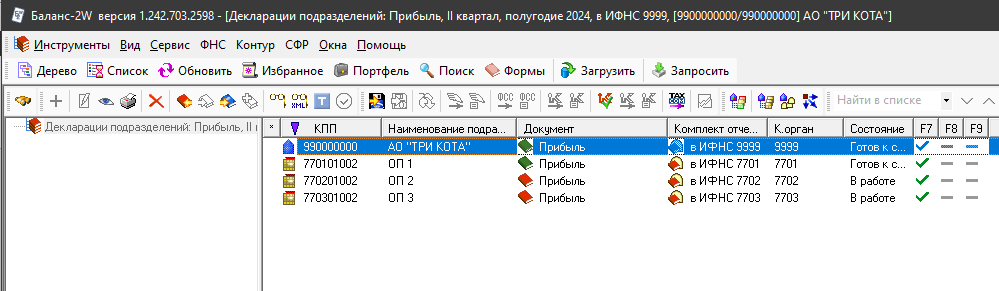 Баланс-2W версия 1.242.703.2598 - [Декларации подразделений: Прибыль, II квартал, полугодие 2024, в ИФНС 9999, [9900000000/990000000] АО "ТРИ КОТА"]
Инструменты Вид Сервис ФНС Контур СФР Окна Помощь
Дерево Список Обновить Избранное Портфель Поиск Формы Загрузить Запросить
XML T ФСС ФСС TAX Найти в списке
Декларации подразделений: Прибыль, II к
КПП Наименование подра... Документ Комплект отче... К.орган Состояние F7 F8 F9
990000000 АО "ТРИ КОТА" Прибыль в ИФНС 9999 9999 Готов к с...
770101002 ОП 1 Прибыль в ИФНС 7701 7701 Готов к с...
770201002 ОП 2 Прибыль в ИФНС 7702 7702 В работе
770301002 ОП 3 Прибыль в ИФНС 7703 7703 В работе